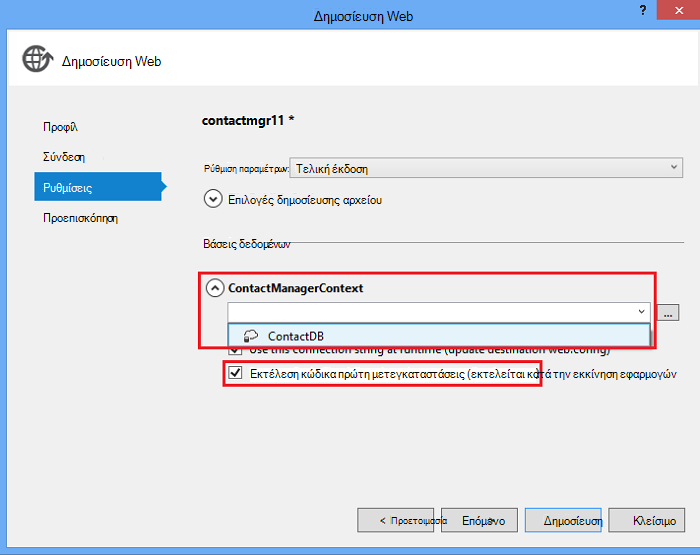 Δημοσίευση Web
?
x
Δημοσίευση Web
Προφίλ
Σύνδεση
Ρυθμίσεις
Προεπισκόπηση
contactmgr11 *
Ρύθμιση παραμέτρων: Τελική έκδοση
Επιλογές δημοσίευσης αρχείου
Βάσεις δεδομένων
ContactManagerContext
...
ContactDB
Use this connection string at runtime (update destination web.config)
Εκτέλεση κώδικα πρώτη μετεγκαταστάσεις (εκτελείται κατά την εκκίνηση εφαρμογών
< Προετοιμασία Επόμενο > Δημοσίευση Κλείσιμο